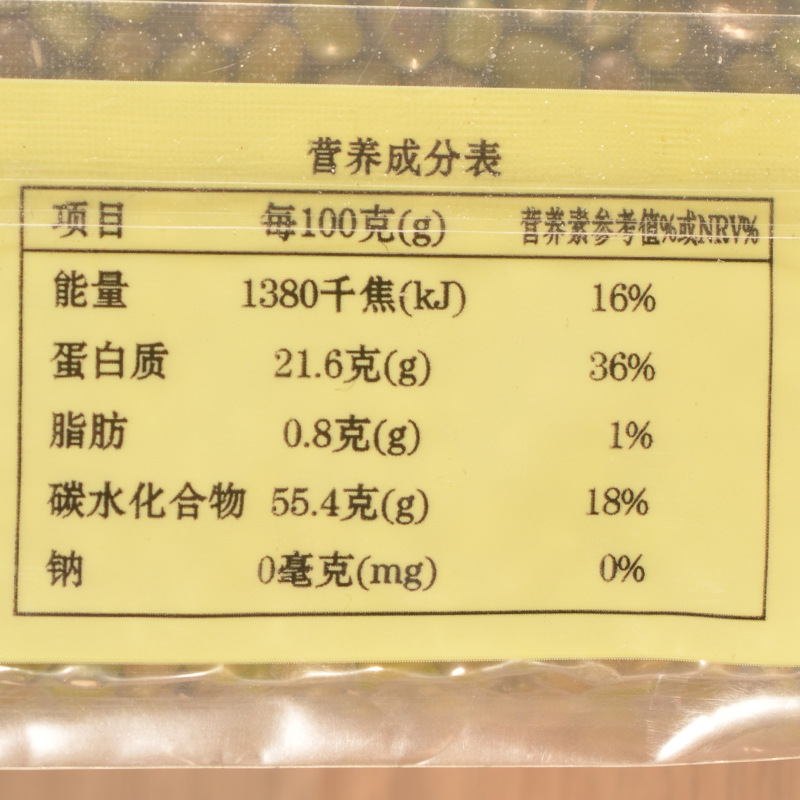 营养成分表
项目 每100克(g) 营养素参考值%或NRV%
能量 1380千焦(kJ) 16%
蛋白质 21.6克(g) 36%
脂肪 0.8克(g) 1%
碳水化合物 55.4克(g) 18%
钠 0毫克(mg) 0%